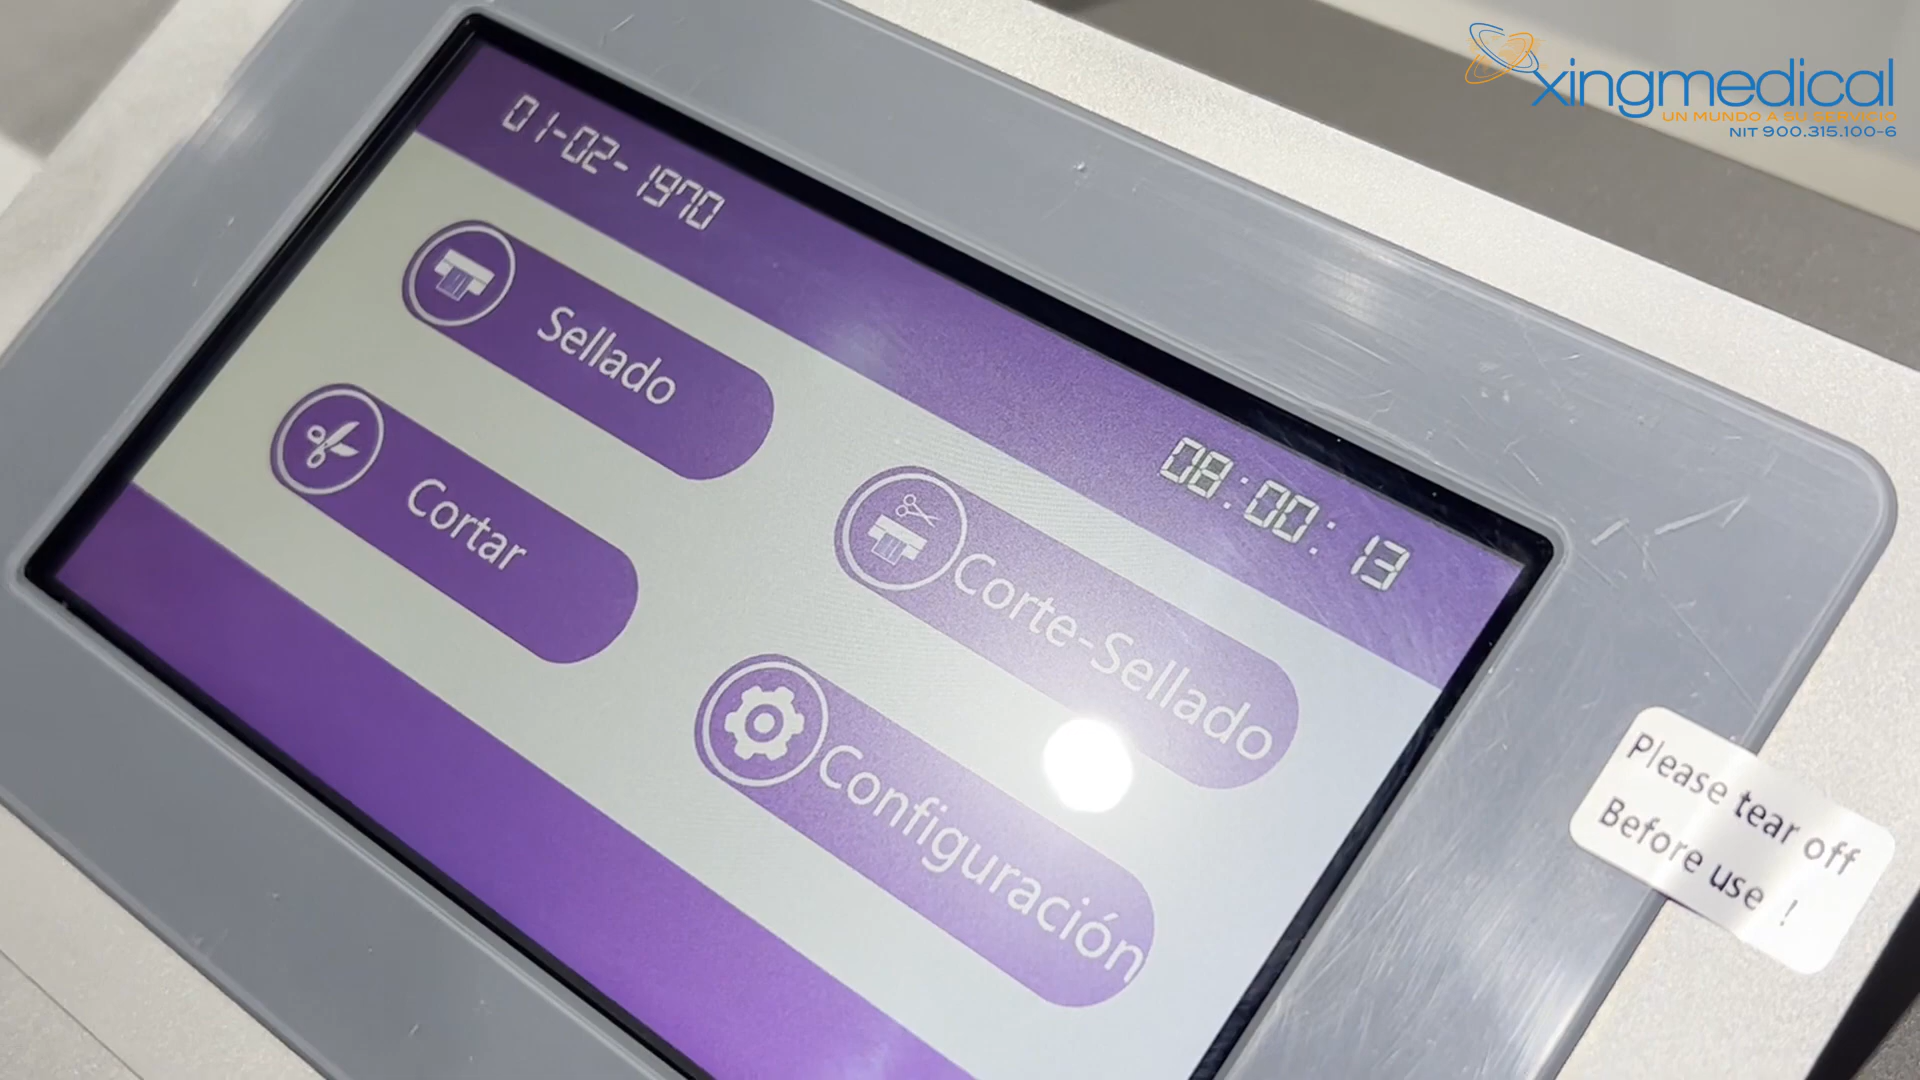 xingmedical
UN MUNDO A SU SERVICIO
NIT 900.315.100-6
01-02-1970
08:00:13
Sellado
Corte-Sellado
Cortar
Configuración
Please tear off
Before use !